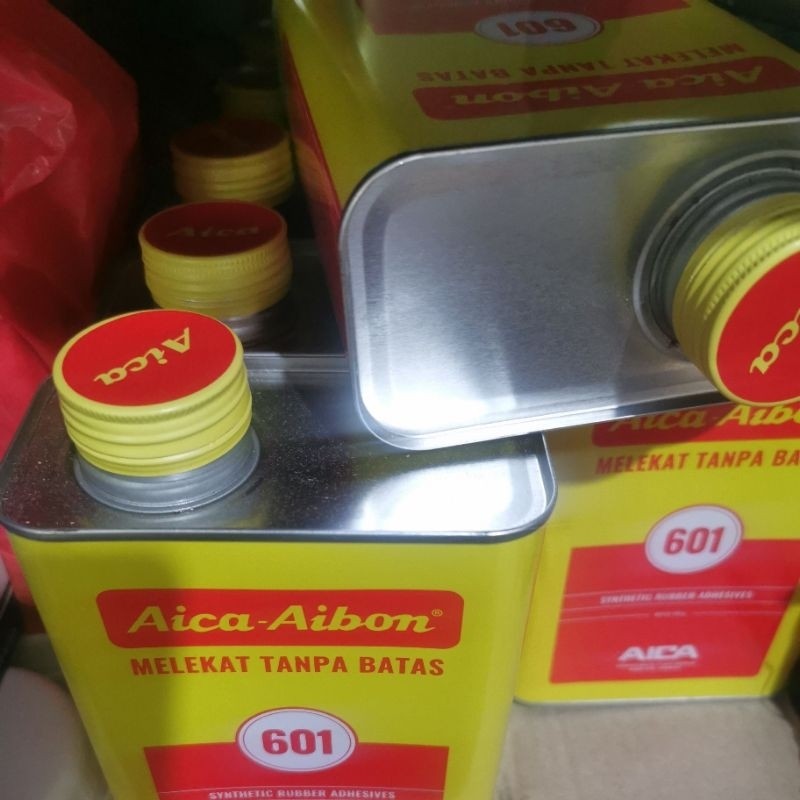 601
MELEKAT TANPA BATAS
Aica-Aibon
Aica
Aica
Aica-Aibon®
MELEKAT TANPA BATAS
601
SYNTHETIC RUBBER ADHESIVES
Aica-Aibo
MELEKAT TANPA BA
601
SYNTHETIC RUBBER ADHESIVES
AICA